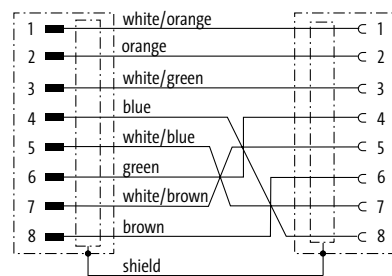 1 white/orange 1
2 orange 2
3 white/green 3
4 blue 4
5 white/blue 5
6 green 6
7 white/brown 7
8 brown 8
shield